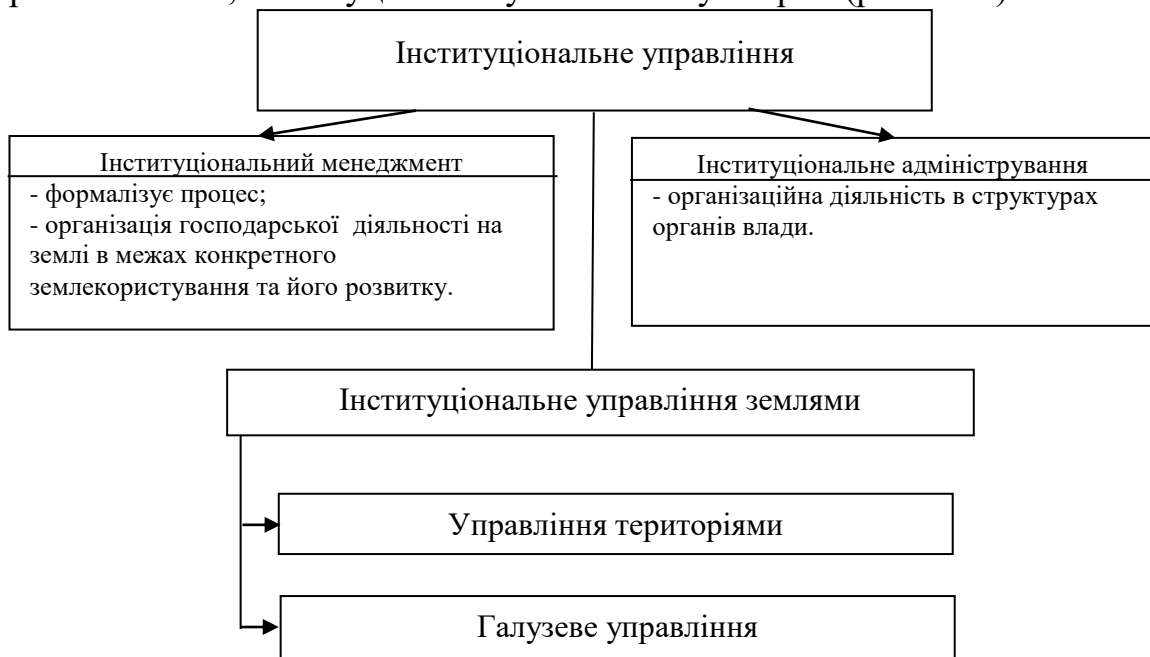 Інституціональне управління
Інституціональний менеджмент
- формалізує процес;
- організація господарської діяльності на
землі в межах конкретного
землекористування та його розвитку.
Інституціональне адміністрування
- організаційна діяльність в структурах
органів влади.
Інституціональне управління землями
Управління територіями
Галузеве управління